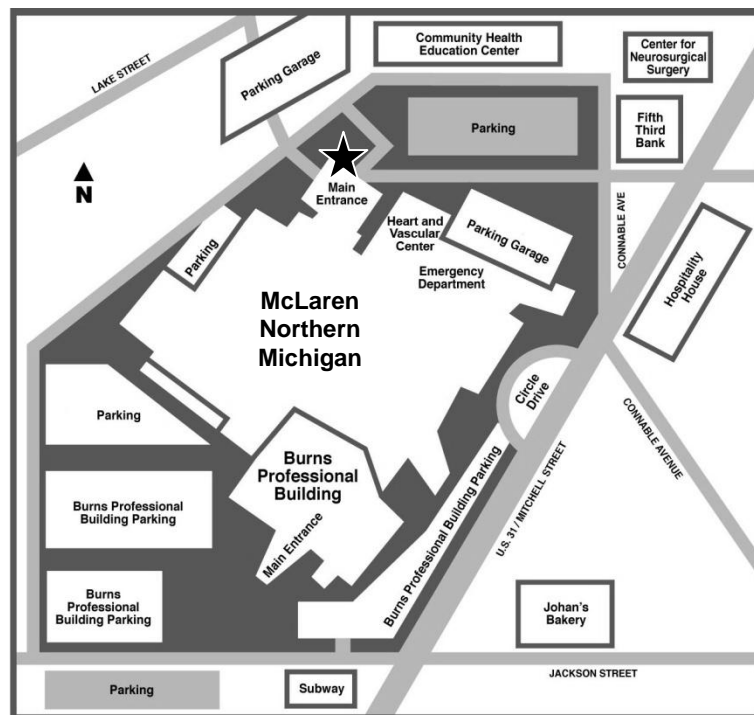 Community Health
Education Center
Center for
Neurosurgical
Surgery
LAKE STREET
Parking Garage
Parking
Fifth
Third
Bank
N
Main
Entrance
Heart and
Vascular
Center
Parking Garage
CONNABLE AVE
Parking
Emergency
Department
Hospitality
House
McLaren
Northern
Michigan
Circle
Drive
Parking
CONNABLE AVENUE
Burns
Professional
Building
Burns Professional
Building Parking
Main Entrance
Burns Professional Building Parking
U.S. 31 / MITCHELL STREET
Burns
Professional
Building Parking
Johan's
Bakery
JACKSON STREET
Parking
Subway